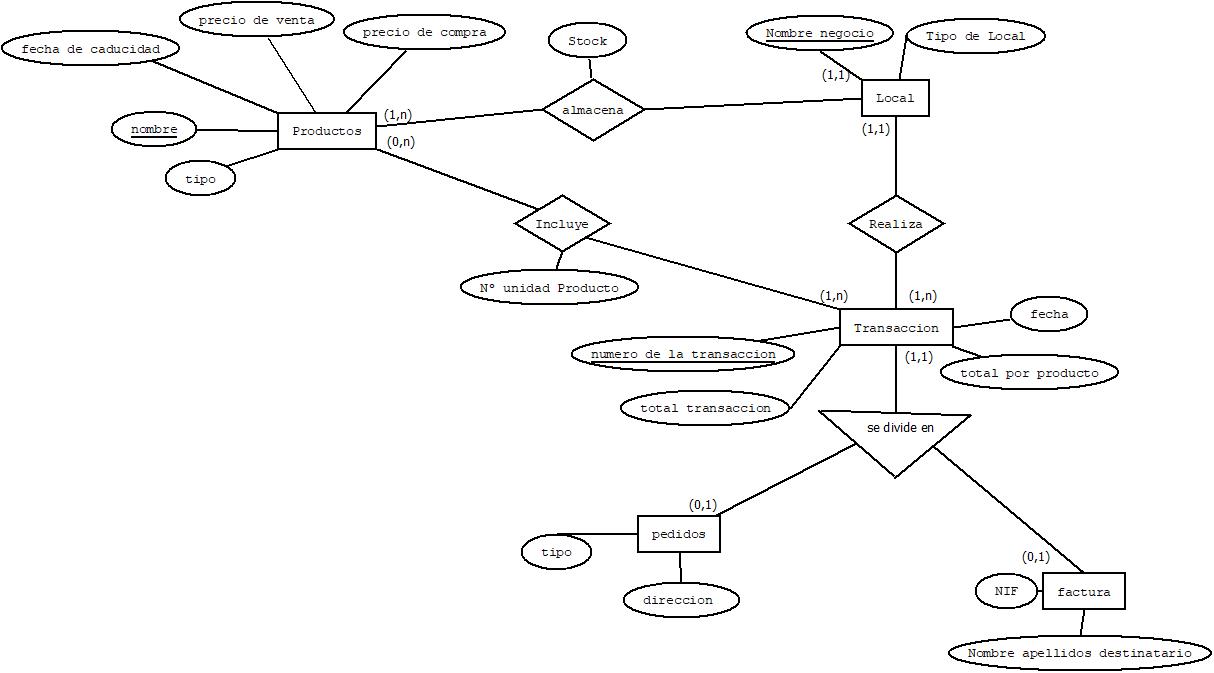 precio de venta
precio de compra
fecha de caducidad
Stock
Nombre negocio
Tipo de Local
(1,1)
Local
almacena
(1,n)
Productos
nombre
(0,n)
(1,1)
tipo
Incluye
Realiza
Nº unidad Producto
(1,n)
(1,n)
fecha
Transaccion
numero de la transaccion
(1,1)
total por producto
total transaccion
se divide en
(0,1)
pedidos
tipo
(0,1)
direccion
NIF
factura
Nombre apellidos destinatario